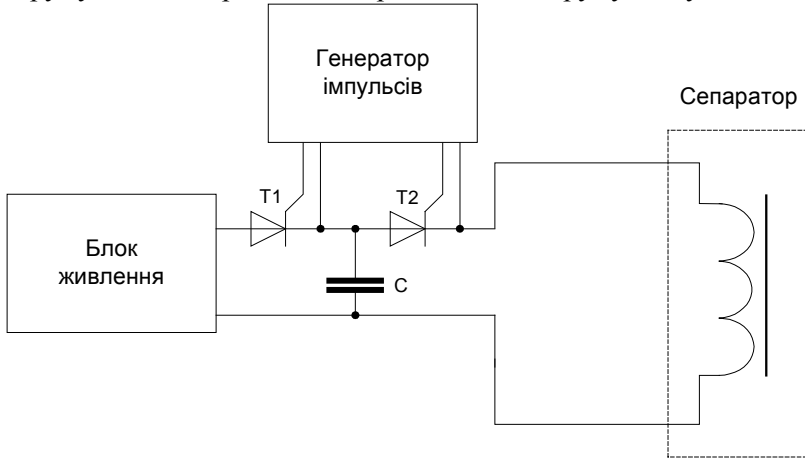 Генератор
імпульсів
Сепаратор
T1
T2
Блок
живлення
C